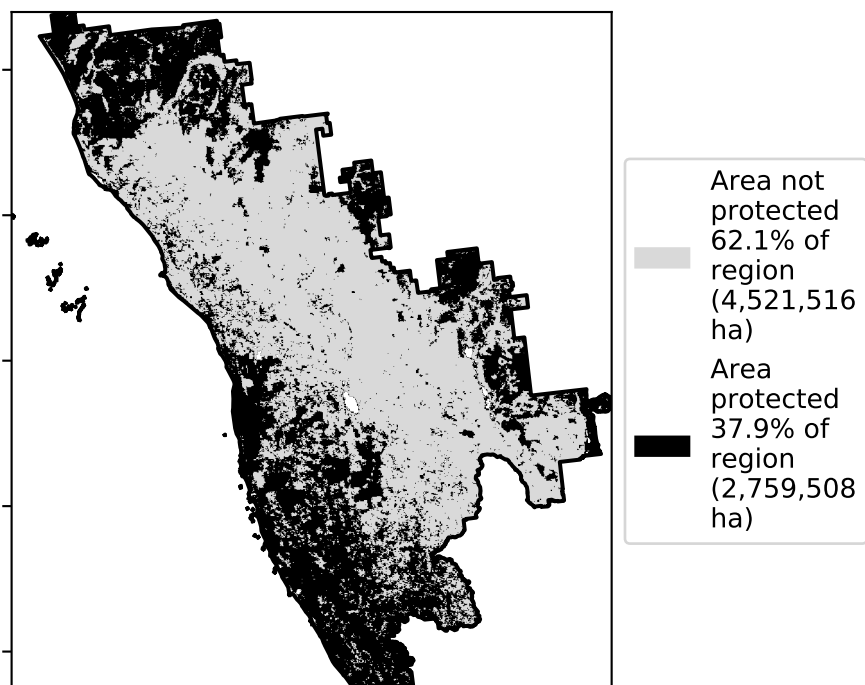 Area not
protected
62.1% of
region
(4,521,516
ha)
Area
protected
37.9% of
region
(2,759,508
ha)